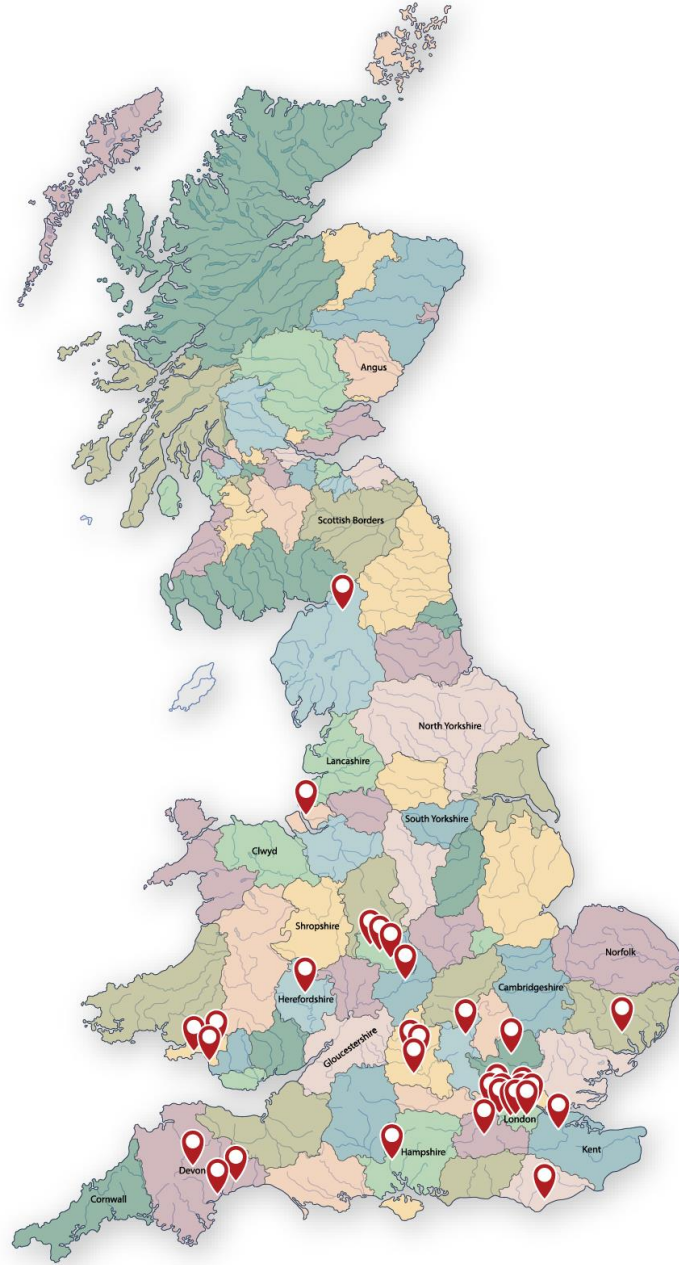 Angus
Scottish Borders
North Yorkshire
Lancashire
South Yorkshire
Clwyd
Shropshire
Norfolk
Herefordshire
Cambridgeshire
Gloucestershire
London
Hampshire
Kent
Devon
Cornwall